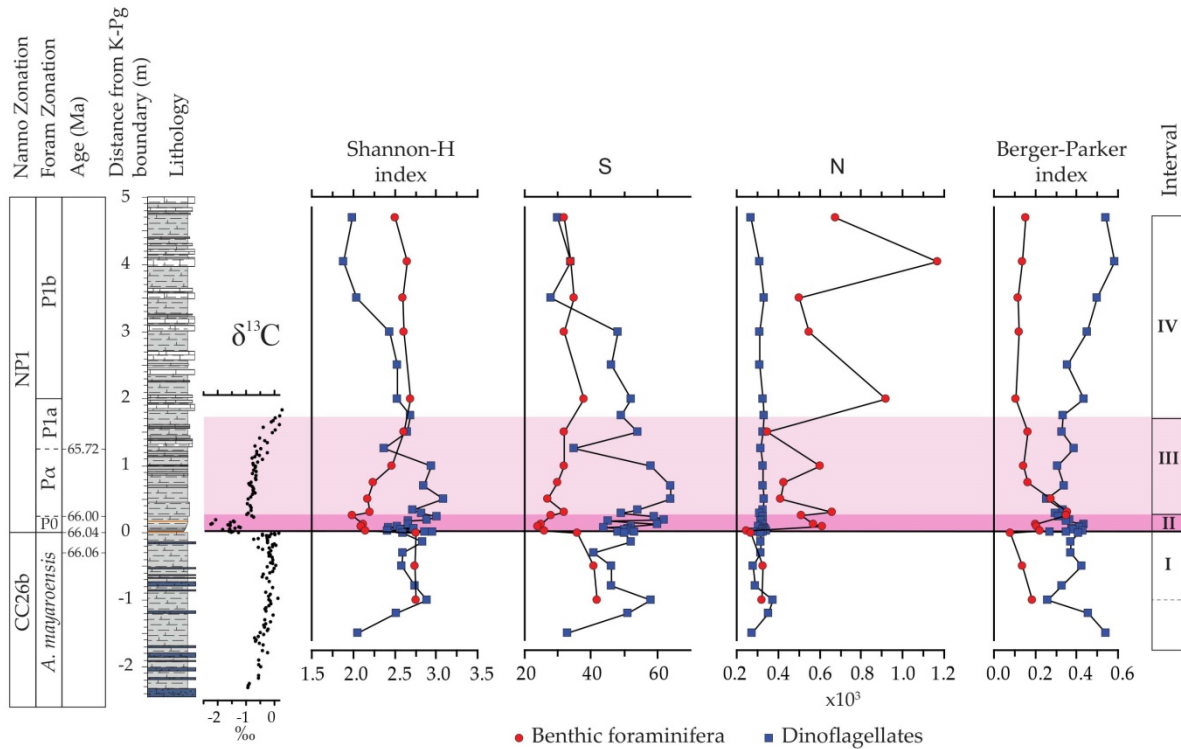 Nanno Zonation
Foram Zonation
Age (Ma)
Distance from K-Pg
boundary (m)
Lithology
Shannon-H
index
S
N
Berger-Parker
index
Interval
NP1
CC26b
P1b
P1a
Pα
P0
A. mayaroensis
65.72
66.00
66.04
66.06
5
4
3
2
1
0
-1
-2
δ¹³C
-2 -1 0
‰
1.5 2.0 2.5 3.0 3.5
20 40 60
0.2 0.4 0.6 0.8 1.0 1.2
x10³
0.0 0.2 0.4 0.6
IV
III
II
I
Benthic foraminifera
Dinoflagellates